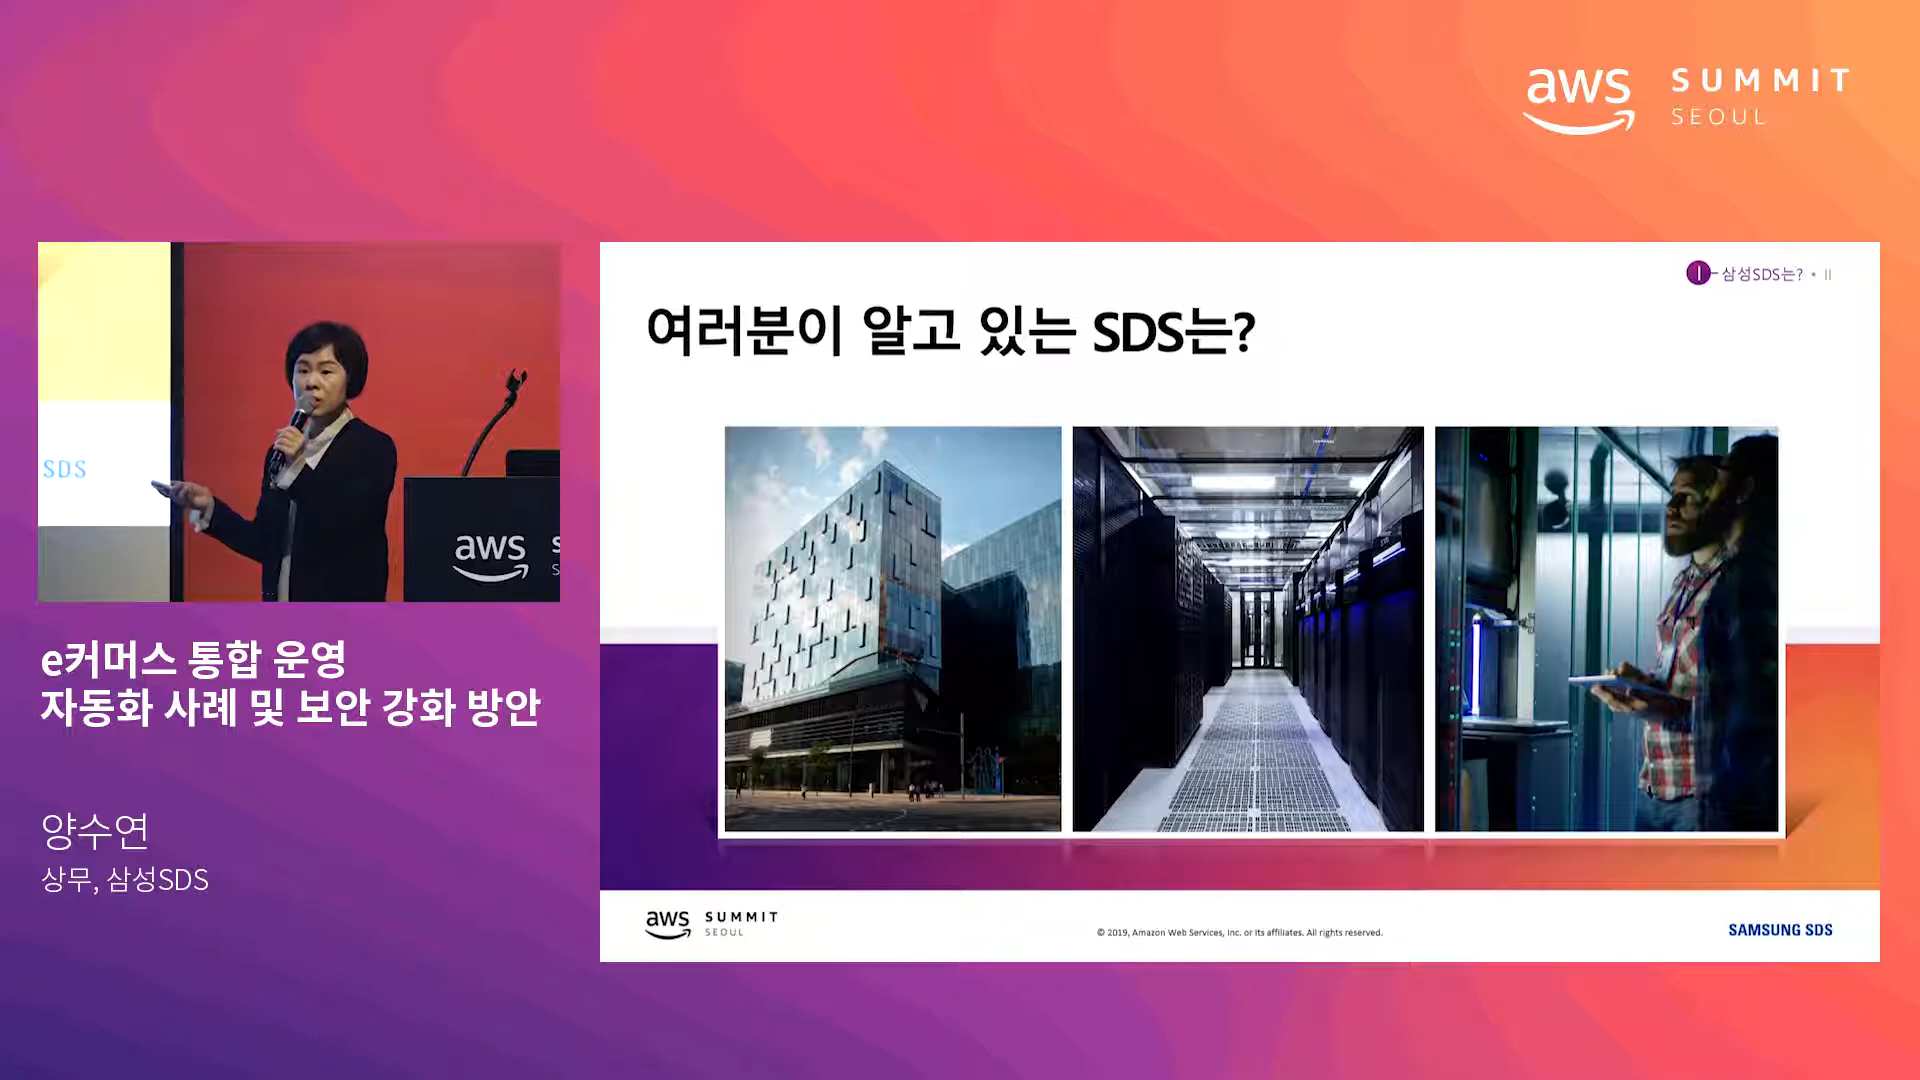 aws SUMMIT
SEOUL
SDS
aws
e커머스 통합 운영
자동화 사례 및 보안 강화 방안
양수연
상무, 삼성SDS
I 삼성SDS는? • II
여러분이 알고 있는 SDS는?
aws SUMMIT
SEOUL
© 2019, Amazon Web Services, Inc. or its affiliates. All rights reserved.
SAMSUNG SDS